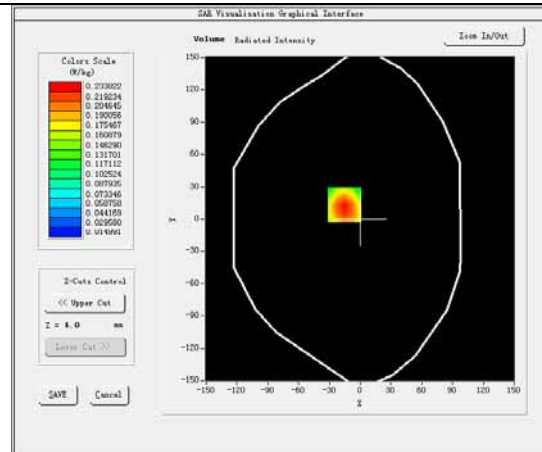 SAR Visualisation Graphical Interface
Volume Radiated Intensity
Zoom In/Out
Colors Scale
(W/kg)
0.233822
0.219234
0.204645
0.190056
0.175467
0.160879
0.146290
0.131701
0.117112
0.102524
0.087935
0.073346
0.058758
0.044169
0.029580
150
120
90
60
30
0
-30
-60
-90
-120
-150
Y
-150 -120 -90 -60 -30 0 30 60 90 120 150
X
Z-Cuts Control
<< Upper Cut
Z = 4.0 mm
Lower Cut >>
SAVE Cancel